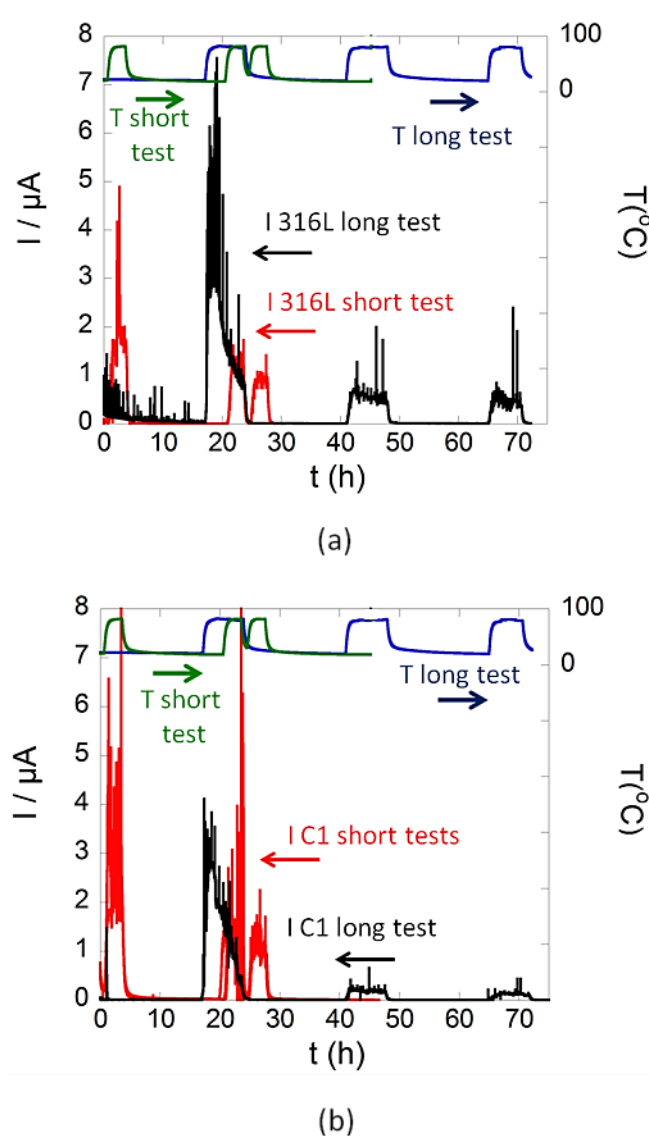 8
7
6
5
4
3
2
1
0
I / µA
100
0
T(°C)
T short
test
T long test
I 316L long test
I 316L short test
0 10 20 30 40 50 60 70
t (h)
(a)
8
7
6
5
4
3
2
1
0
I / µA
100
0
T(°C)
T short
test
T long test
I C1 short tests
I C1 long test
0 10 20 30 40 50 60 70
t (h)
(b)